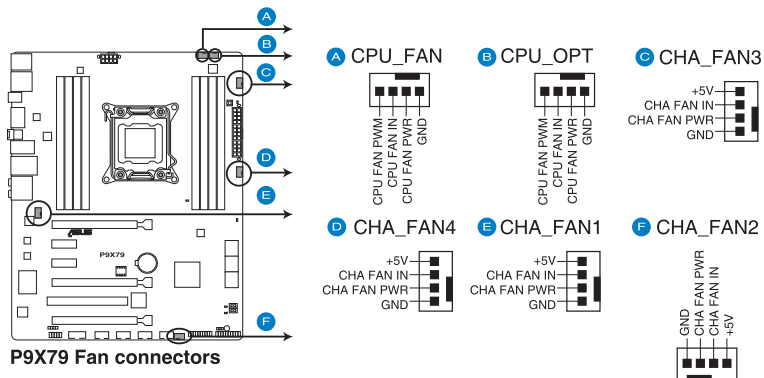 A
B
C
D
E
F
ASUS
P9X79
P9X79 Fan connectors
A CPU_FAN
CPU FAN PWM
CPU FAN IN
CPU FAN PWR
GND
B CPU_OPT
CPU FAN PWM
CPU FAN IN
CPU FAN PWR
GND
C CHA_FAN3
+5V
CHA FAN IN
CHA FAN PWR
GND
D CHA_FAN4
+5V
CHA FAN IN
CHA FAN PWR
GND
E CHA_FAN1
+5V
CHA FAN IN
CHA FAN PWR
GND
F CHA_FAN2
GND
CHA FAN PWR
CHA FAN IN
+5V